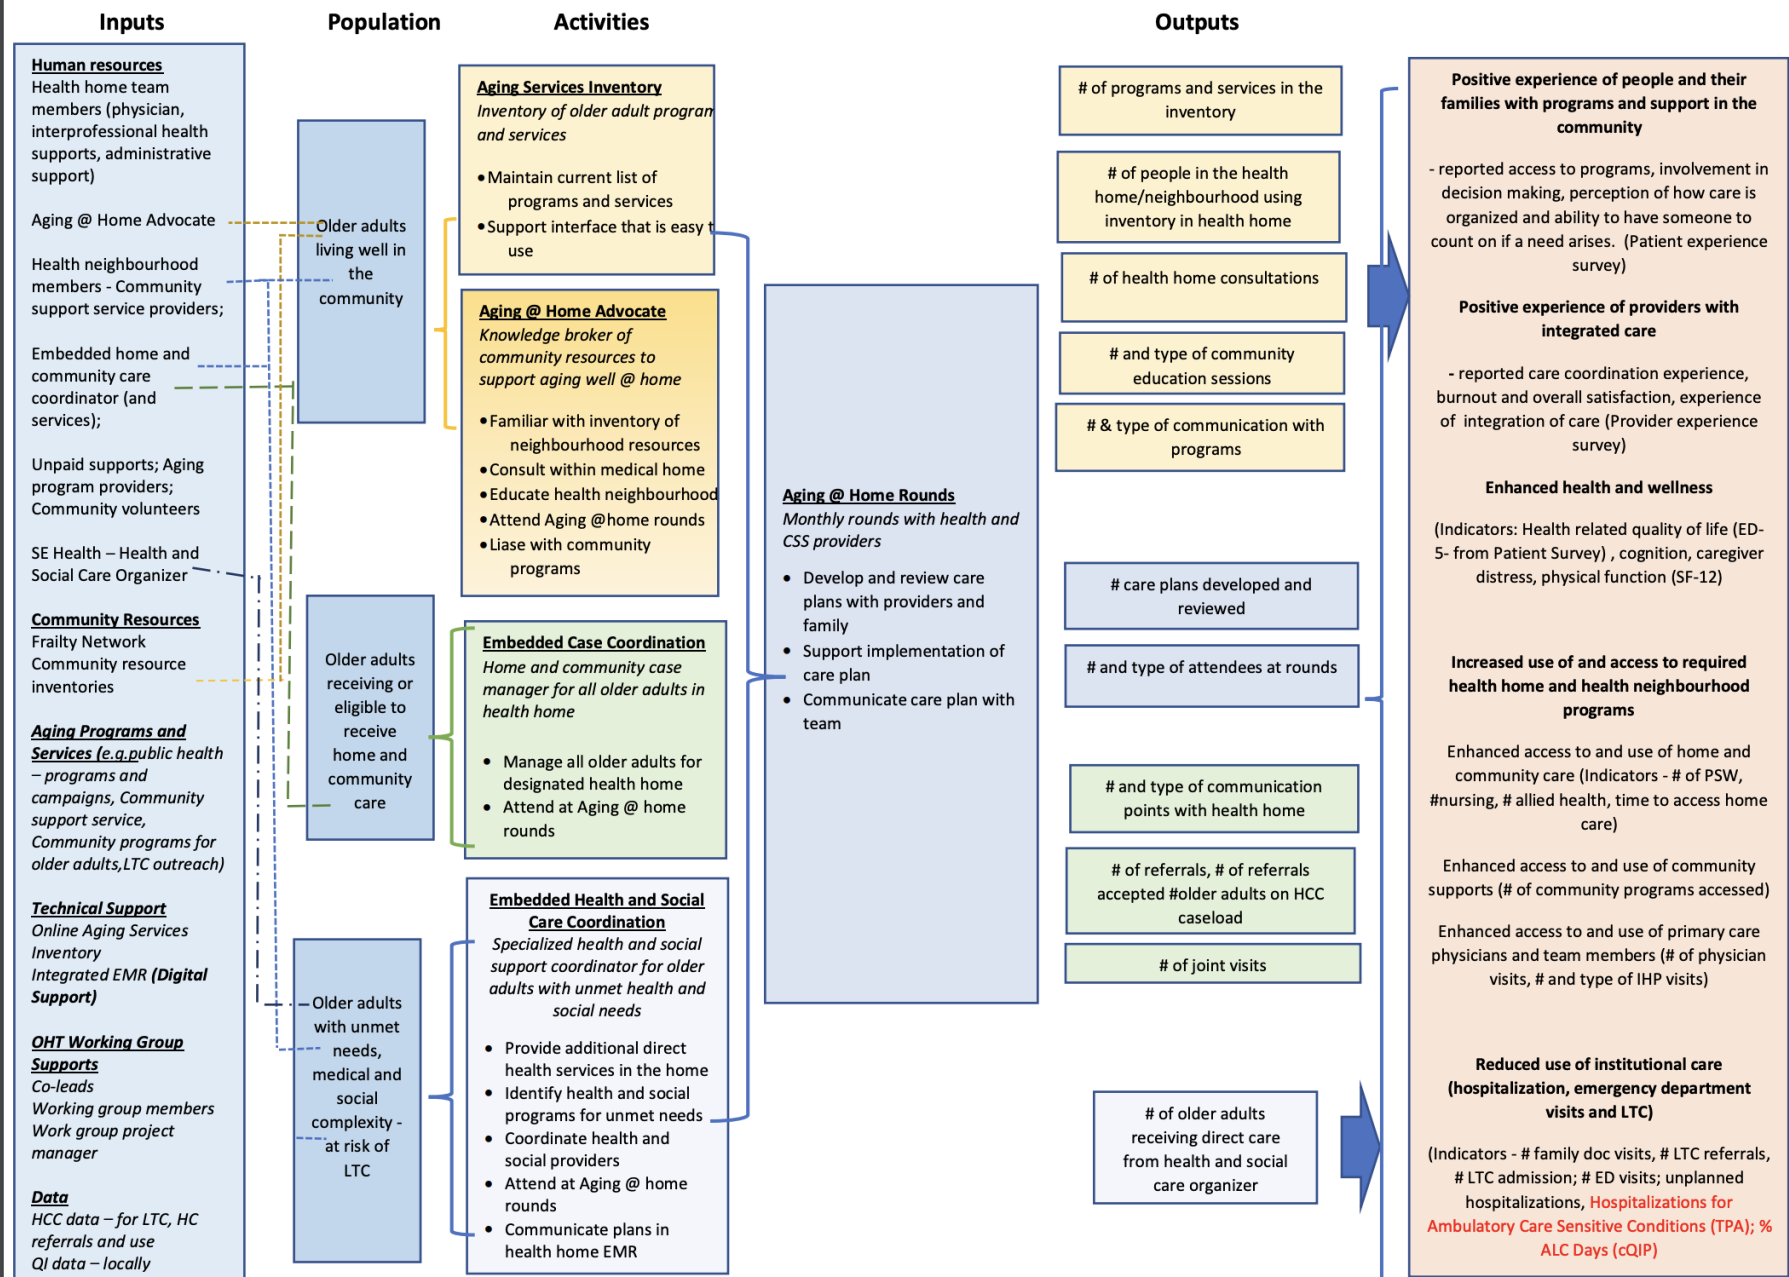 Inputs
Population
Activities
Outputs
Human resources
Health home team
members (physician,
interprofessional health
supports, administrative
support)
Aging @ Home Advocate
Health neighbourhood
members - Community
support service providers;
Embedded home and
community care
coordinator (and
services);
Unpaid supports; Aging
program providers;
Community volunteers
SE Health – Health and
Social Care Organizer
Community Resources
Frailty Network
Community resource
inventories
Aging Programs and
Services (e.g.public health
– programs and
campaigns, Community
support service,
Community programs for
older adults,LTC outreach)
Technical Support
Online Aging Services
Inventory
Integrated EMR (Digital
Support)
OHT Working Group
Supports
Co-leads
Working group members
Work group project
manager
Data
HCC data – for LTC, HC
referrals and use
QI data – locally
Older adults
living well in
the
community
Older adults
receiving or
eligible to
receive
home and
community
care
Older adults
with unmet
needs,
medical and
social
complexity -
at risk of
LTC
Aging Services Inventory
Inventory of older adult program
and services
• Maintain current list of
programs and services
• Support interface that is easy t
use
Aging @ Home Advocate
Knowledge broker of
community resources to
support aging well @ home
• Familiar with inventory of
neighbourhood resources
• Consult within medical home
• Educate health neighbourhood
• Attend Aging @home rounds
• Liase with community
programs
Embedded Case Coordination
Home and community case
manager for all older adults in
health home
• Manage all older adults for
designated health home
• Attend at Aging @ home
rounds
Embedded Health and Social
Care Coordination
Specialized health and social
support coordinator for older
adults with unmet health and
social needs
• Provide additional direct
health services in the home
• Identify health and social
programs for unmet needs
• Coordinate health and
social providers
• Attend at Aging @ home
rounds
• Communicate plans in
health home EMR
Aging @ Home Rounds
Monthly rounds with health and
CSS providers
• Develop and review care
plans with providers and
family
• Support implementation of
care plan
• Communicate care plan with
team
# of programs and services in the
inventory
# of people in the health
home/neighbourhood using
inventory in health home
# of health home consultations
# and type of community
education sessions
# & type of communication with
programs
# care plans developed and
reviewed
# and type of attendees at rounds
# and type of communication
points with health home
# of referrals, # of referrals
accepted #older adults on HCC
caseload
# of joint visits
# of older adults
receiving direct care
from health and social
care organizer
Positive experience of people and their
families with programs and support in the
community
- reported access to programs, involvement in
decision making, perception of how care is
organized and ability to have someone to
count on if a need arises. (Patient experience
survey)
Positive experience of providers with
integrated care
- reported care coordination experience,
burnout and overall satisfaction, experience
of integration of care (Provider experience
survey)
Enhanced health and wellness
(Indicators: Health related quality of life (ED-
5- from Patient Survey) , cognition, caregiver
distress, physical function (SF-12)
Increased use of and access to required
health home and health neighbourhood
programs
Enhanced access to and use of home and
community care (Indicators - # of PSW,
#nursing, # allied health, time to access home
care)
Enhanced access to and use of community
supports (# of community programs accessed)
Enhanced access to and use of primary care
physicians and team members (# of physician
visits, # and type of IHP visits)
Reduced use of institutional care
(hospitalization, emergency department
visits and LTC)
(Indicators - # family doc visits, # LTC referrals,
# LTC admission; # ED visits; unplanned
hospitalizations, Hospitalizations for
Ambulatory Care Sensitive Conditions (TPA); %
ALC Days (cQIP)